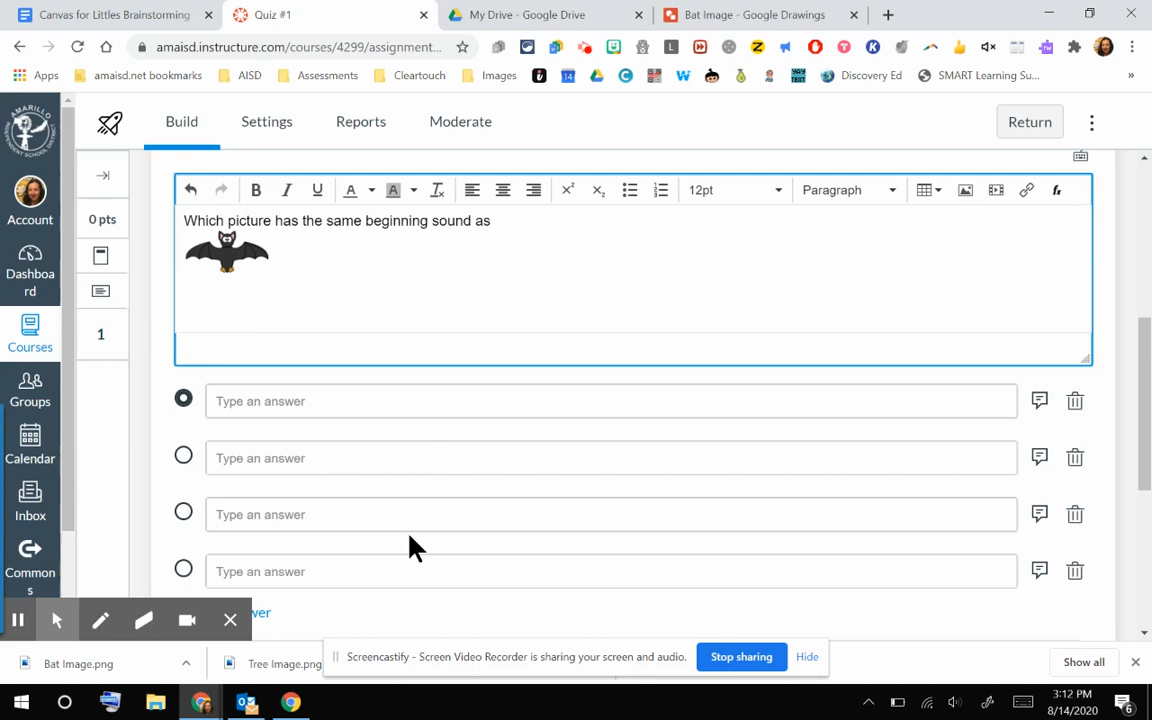 Canvas for Littles Brainstorming
Quiz #1
My Drive - Google Drive
Bat Image - Google Drawings
amaisd.instructure.com/courses/4299/assignment...
Apps
amaisd.net bookmarks
AISD
Assessments
Cleartouch
Images
Discovery Ed
SMART Learning Su...
Build
Settings
Reports
Moderate
Return
Account
Dashboa
rd
Courses
Groups
Calendar
Inbox
Common
s
0 pts
1
12pt
Paragraph
Which picture has the same beginning sound as
Type an answer
Type an answer
Type an answer
Type an answer
wer
Screencastify - Screen Video Recorder is sharing your screen and audio.
Stop sharing
Hide
Bat Image.png
Tree Image.png
Show all
3:12 PM
8/14/2020
6